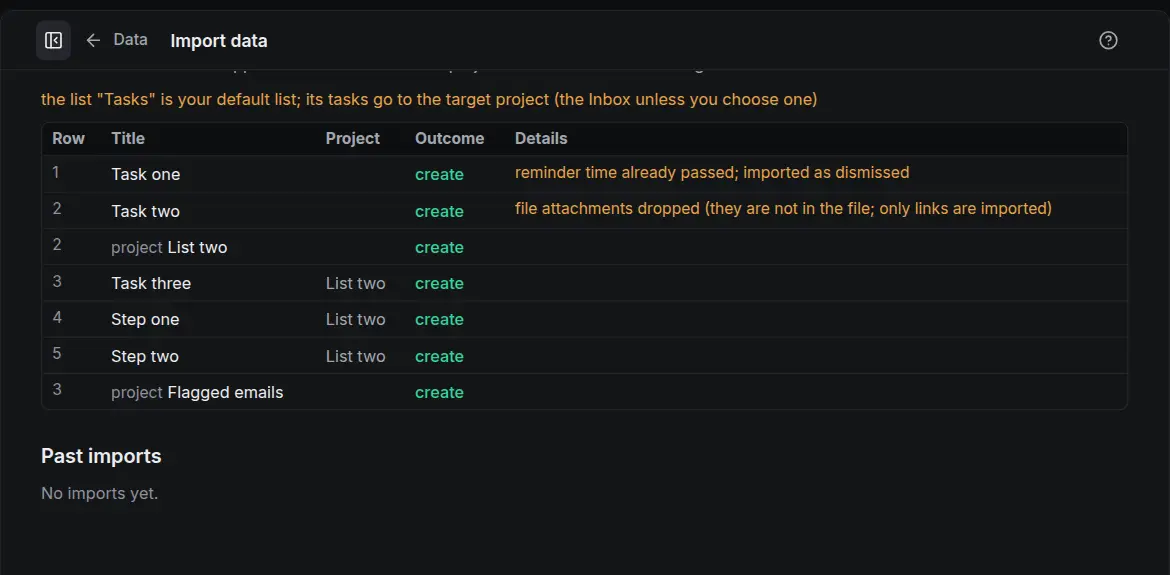 Data Import data
the list "Tasks" is your default list; its tasks go to the target project (the Inbox unless you choose one)
Row Title Project Outcome Details
1 Task one create reminder time already passed; imported as dismissed
2 Task two create file attachments dropped (they are not in the file; only links are imported)
2 project List two create
3 Task three List two create
4 Step one List two create
5 Step two List two create
3 project Flagged emails create
Past imports
No imports yet.